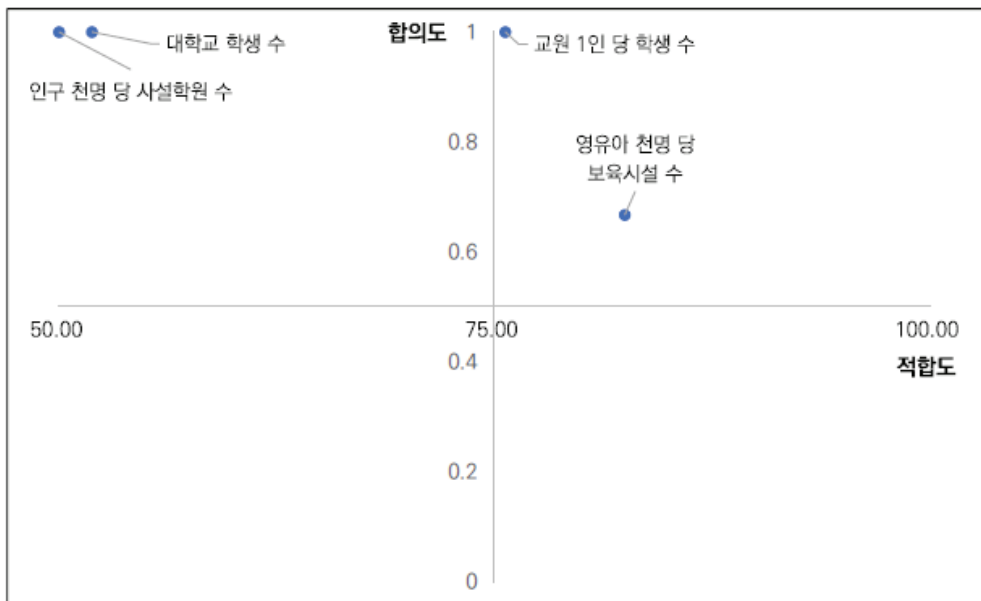 합의도
1
대학교 학생 수
교원 1인 당 학생 수
인구 천명 당 사설학원 수
0.8
영유아 천명 당
보육시설 수
0.6
50.00
75.00
100.00
0.4
적합도
0.2
0